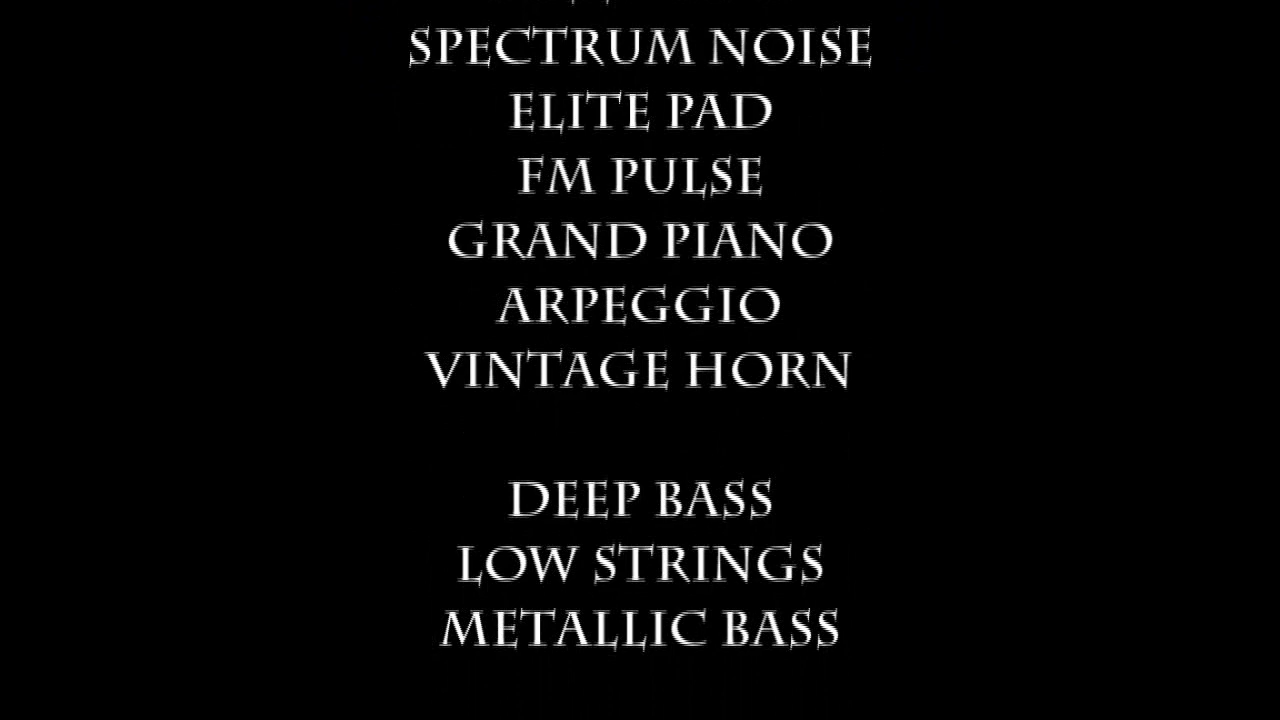 SPECTRUM NOISE
ELITE PAD
FM PULSE
GRAND PIANO
ARPEGGIO
VINTAGE HORN
DEEP BASS
LOW STRINGS
METALLIC BASS